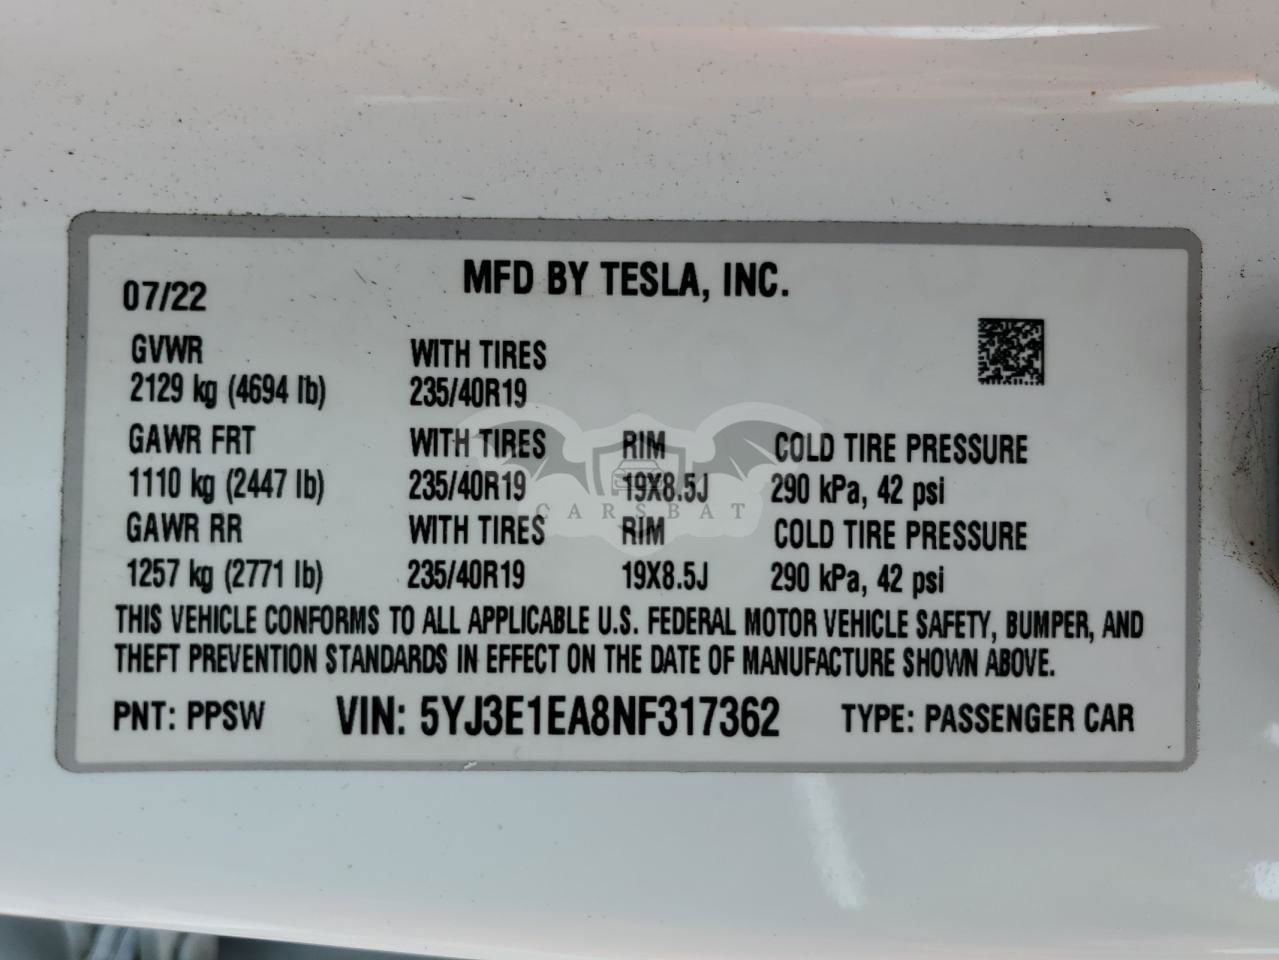 MFD BY TESLA, INC.
07/22
GVWR WITH TIRES
2129 kg (4694 lb) 235/40R19
GAWR FRT WITH TIRES RIM COLD TIRE PRESSURE
1110 kg (2447 lb) 235/40R19 19X8.5J 290 kPa, 42 psi
CARSBAT
GAWR RR WITH TIRES RIM COLD TIRE PRESSURE
1257 kg (2771 lb) 235/40R19 19X8.5J 290 kPa, 42 psi
THIS VEHICLE CONFORMS TO ALL APPLICABLE U.S. FEDERAL MOTOR VEHICLE SAFETY, BUMPER, AND
THEFT PREVENTION STANDARDS IN EFFECT ON THE DATE OF MANUFACTURE SHOWN ABOVE.
PNT: PPSW VIN: 5YJ3E1EA8NF317362 TYPE: PASSENGER CAR